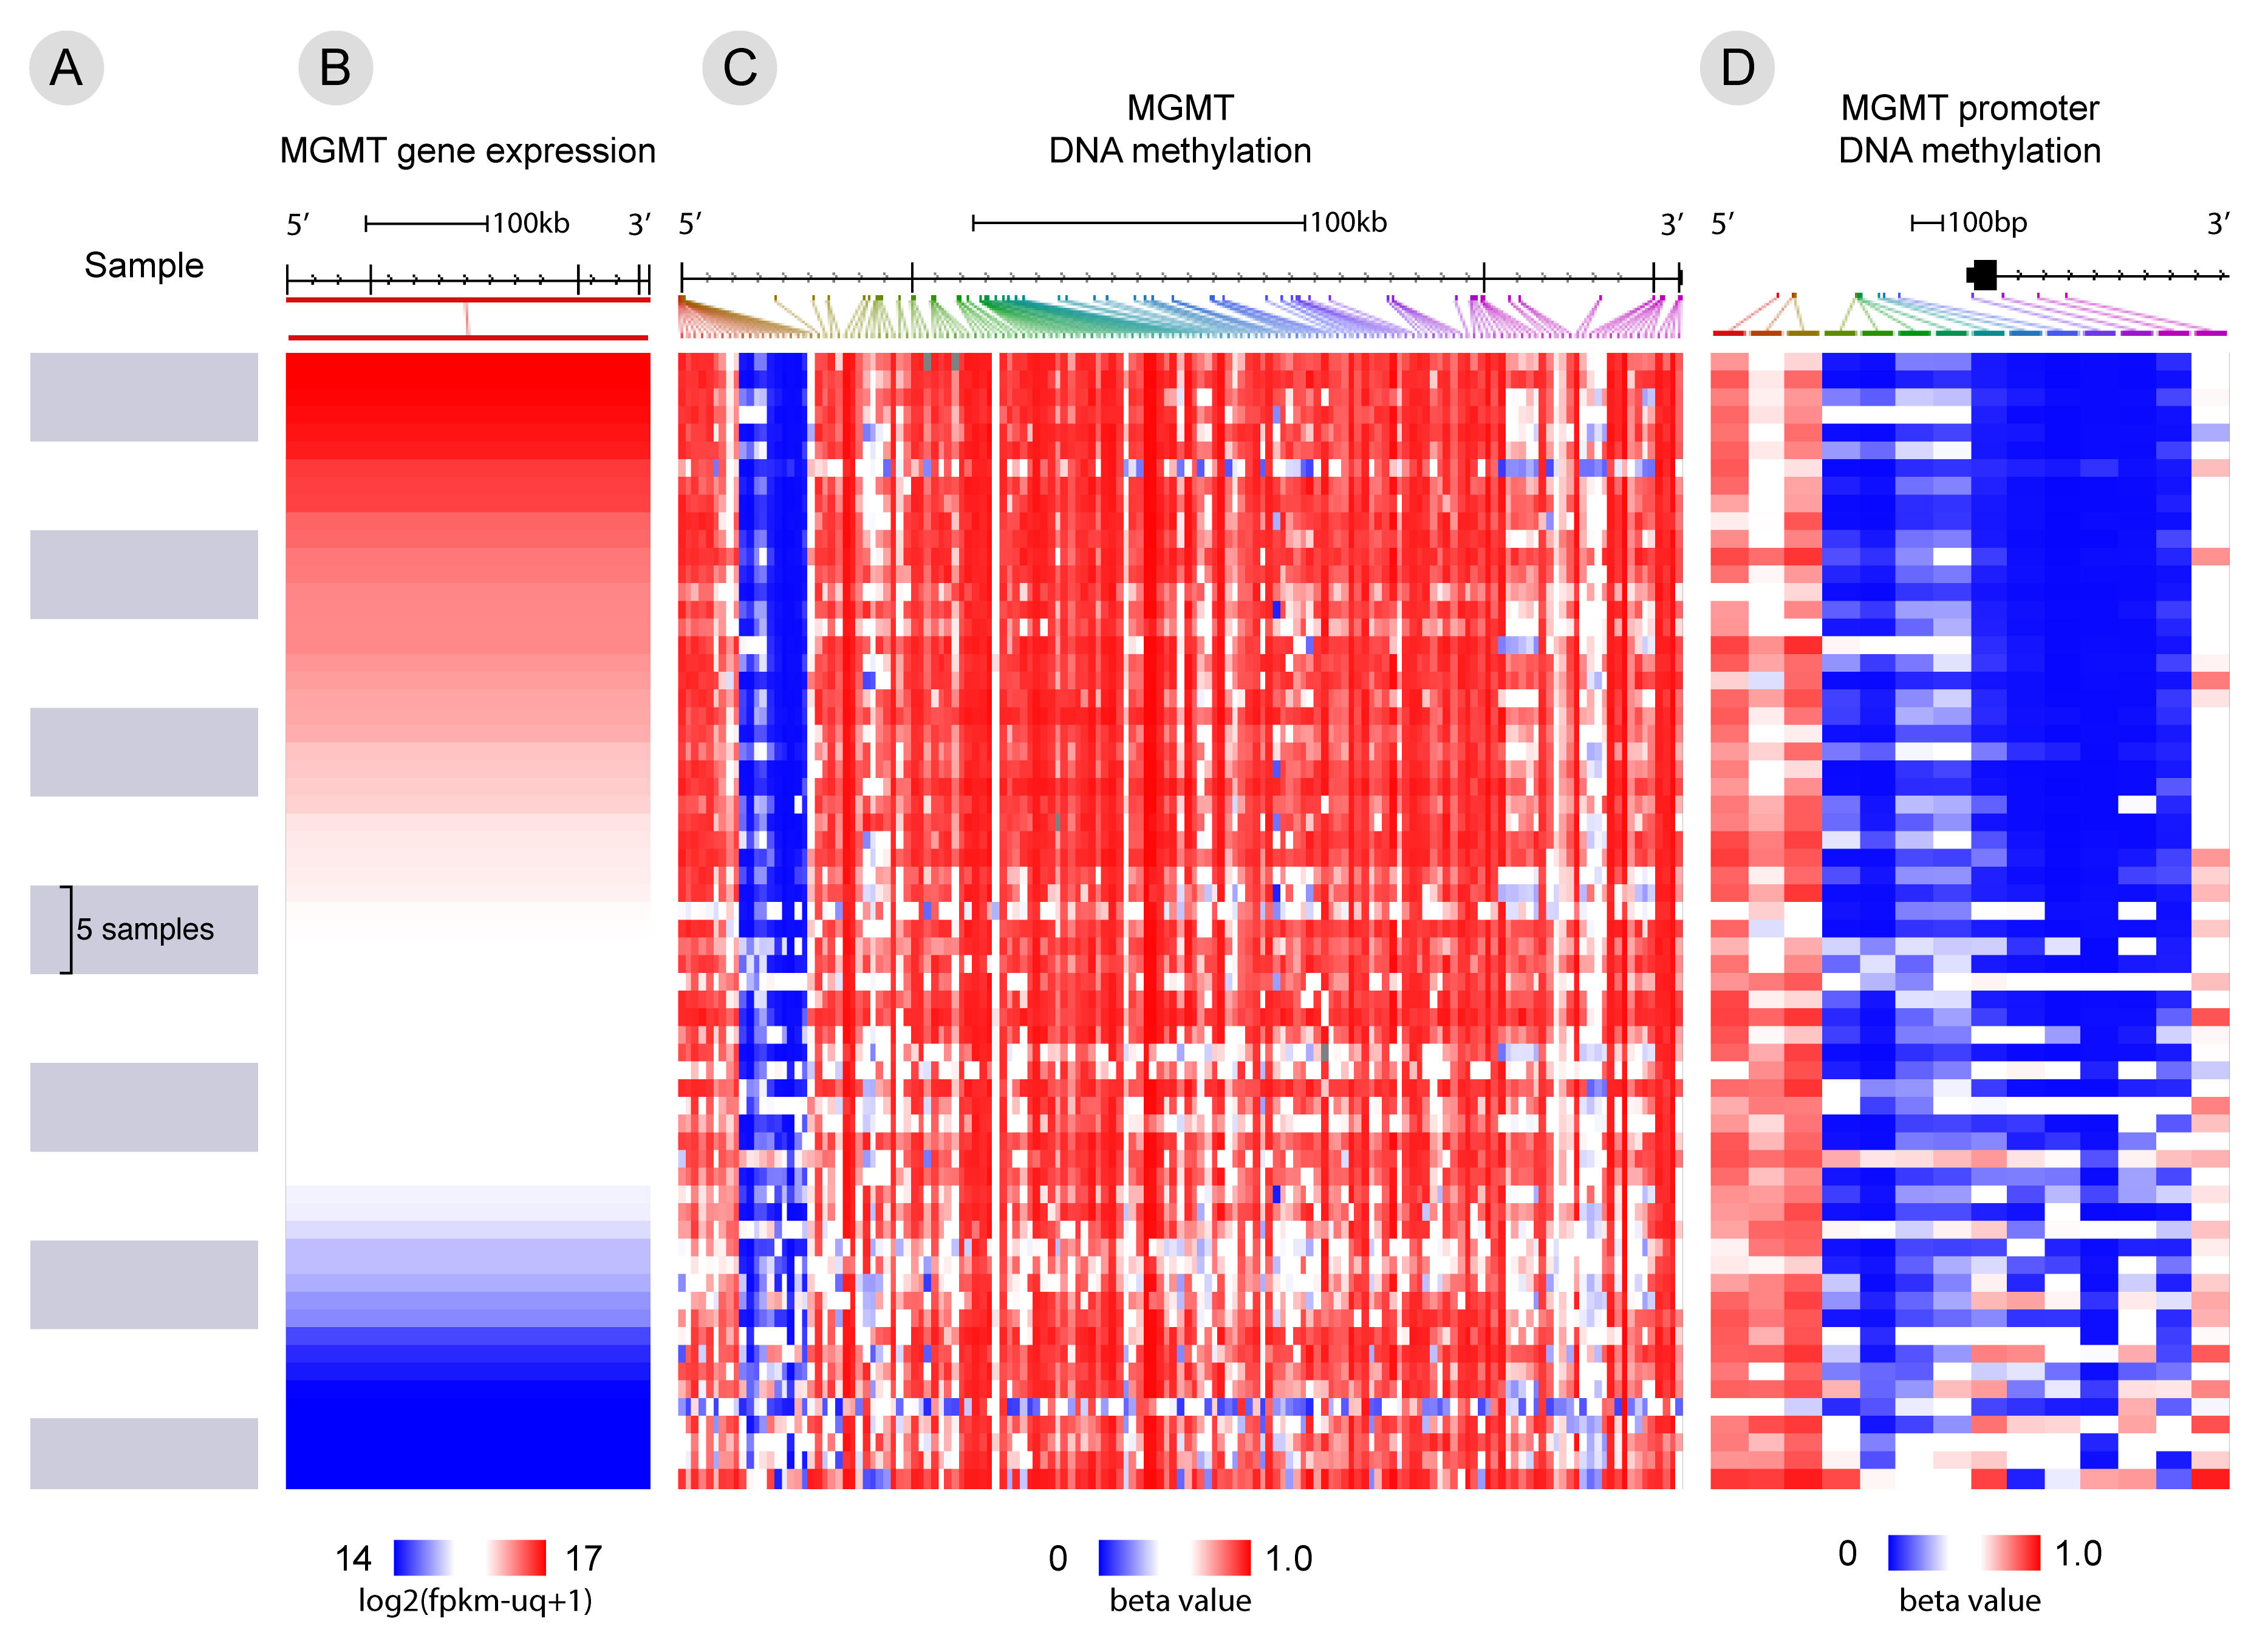 A
B
C
D
MGMT gene expression
MGMT
DNA methylation
MGMT promoter
DNA methylation
Sample
5′ 100kb 3′
5′ 100kb 3′
5′ 100bp 3′
5 samples
14 17
log2(fpkm-uq+1)
0 1.0
beta value
0 1.0
beta value